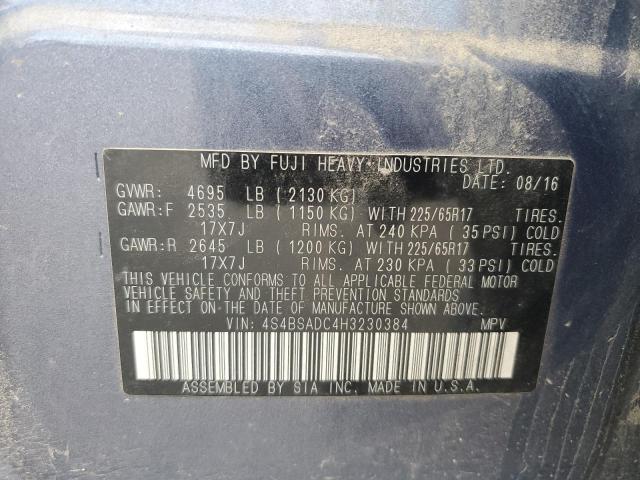 MFD BY FUJI HEAVY INDUSTRIES LTD.
DATE: 08/16
GVWR: 4695 LB ( 2130 KG)
GAWR:F 2535 LB ( 1150 KG) WITH 225/65R17 TIRES.
17X7J RIMS. AT 240 KPA ( 35 PSI) COLD
GAWR:R 2645 LB ( 1200 KG) WITH 225/65R17 TIRES.
17X7J RIMS. AT 230 KPA ( 33 PSI) COLD
THIS VEHICLE CONFORMS TO ALL APPLICABLE FEDERAL MOTOR
VEHICLE SAFETY AND THEFT PREVENTION STANDARDS
IN EFFECT ON THE DATE OF MANUFACTURE SHOWN ABOVE.
VIN: 4S4BSADC4H3230384 MPV
ASSEMBLED BY SIA INC. MADE IN U.S.A.